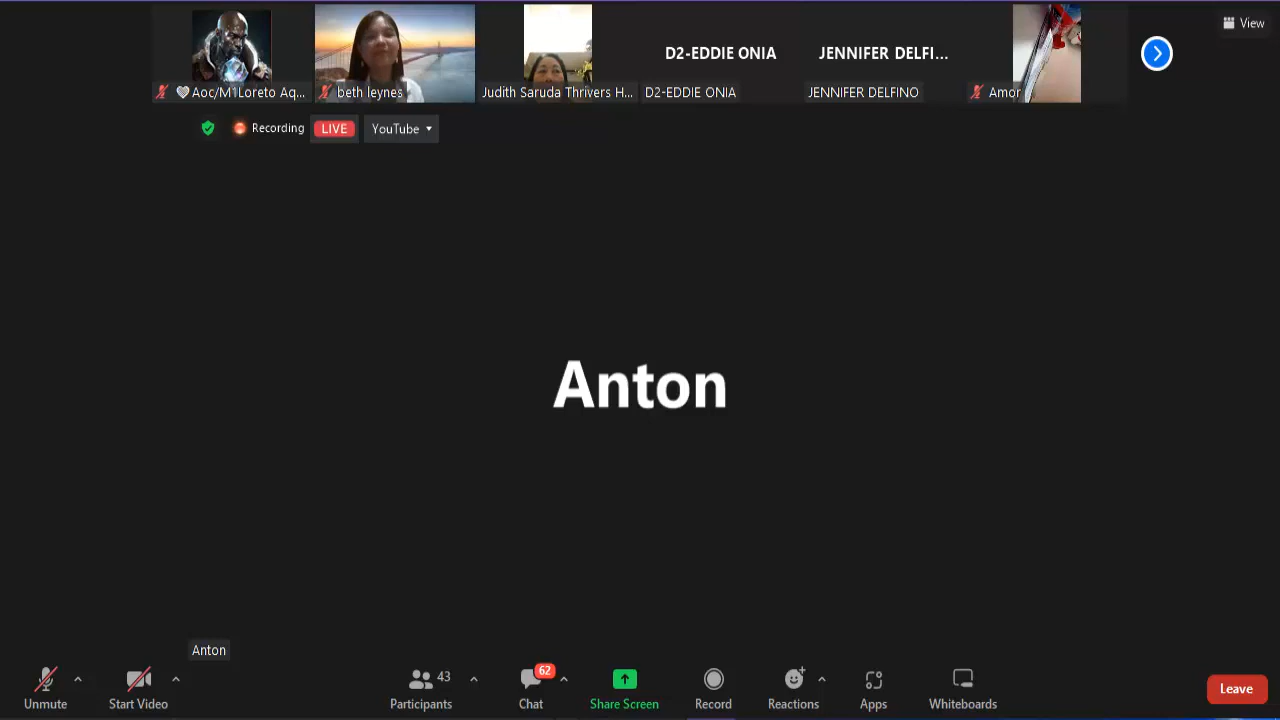 D2-EDDIE ONIA
JENNIFER DELFI...
View
Aoc/M1Loreto Aq...
beth leynes
Judith Saruda Thrivers H...
D2-EDDIE ONIA
JENNIFER DELFINO
Amor
Recording
LIVE
YouTube
Anton
Anton
43
62
Unmute
Start Video
Participants
Chat
Share Screen
Record
Reactions
Apps
Whiteboards
Leave